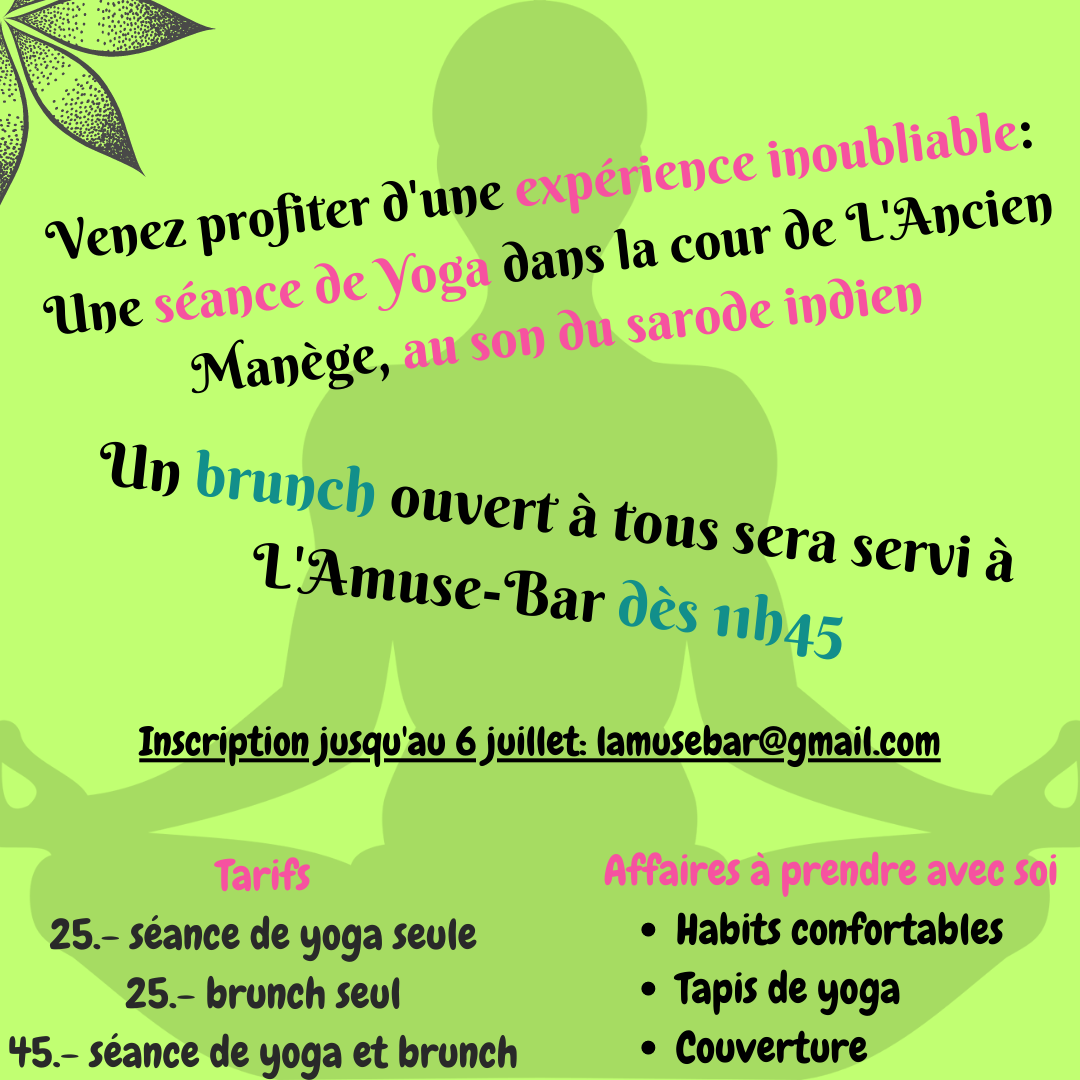 Venez profiter d'une expérience inoubliable:
Une séance de Yoga dans la cour de L'Ancien
Manège, au son du sarode indien
Un brunch ouvert à tous sera servi à
L'Amuse-Bar dès 11h45
Inscription jusqu'au 6 juillet: lamusebar@gmail.com
Tarifs
25.- séance de yoga seule
25.- brunch seul
45.- séance de yoga et brunch
Affaires à prendre avec soi
• Habits confortables
• Tapis de yoga
• Couverture